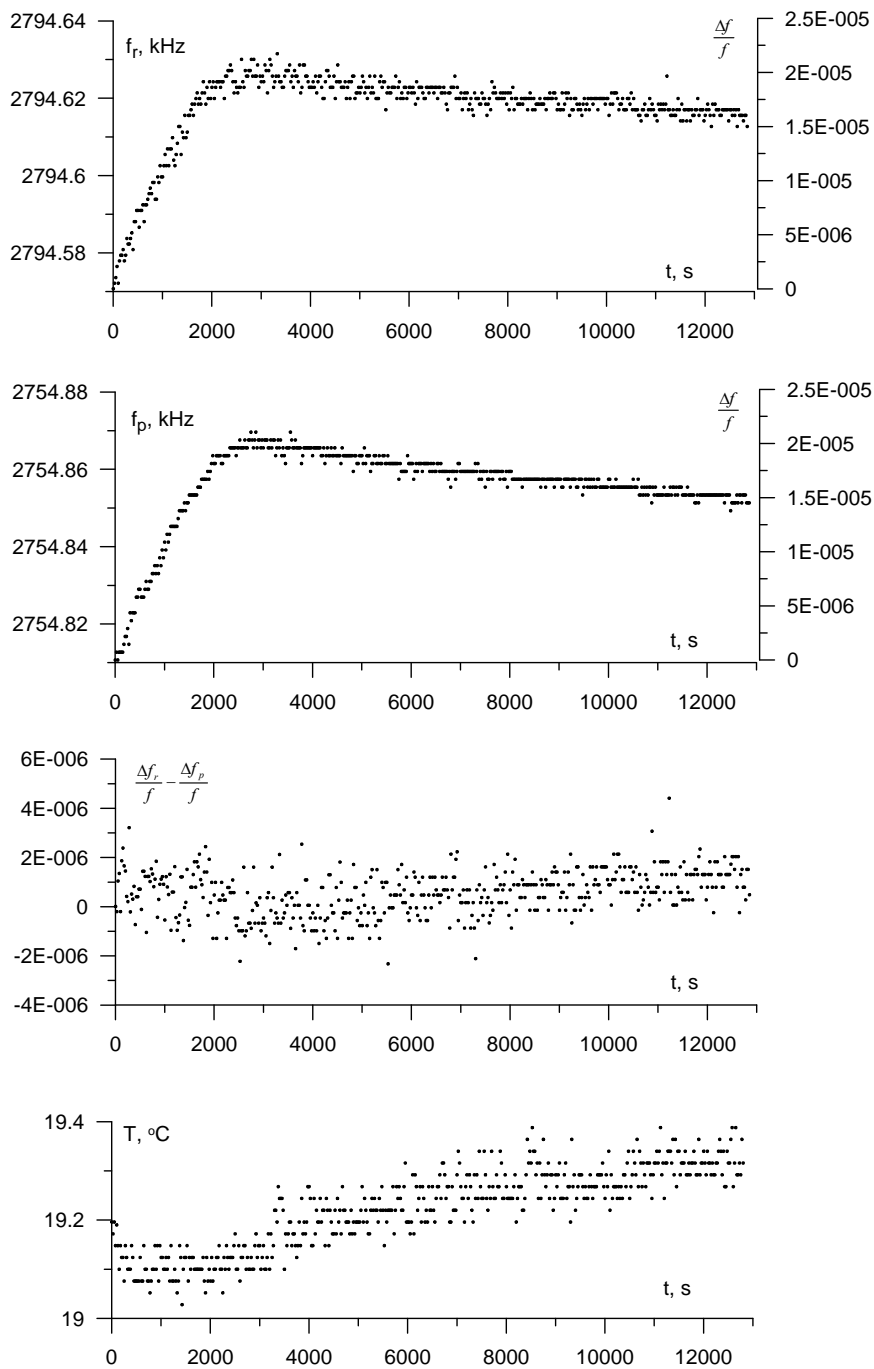 2794.64
2794.62
2794.6
2794.58
f_r, kHz
Δf/f
2.5E-005
2E-005
1.5E-005
1E-005
5E-006
0
t, s
0 2000 4000 6000 8000 10000 12000
2754.88
2754.86
2754.84
2754.82
f_p, kHz
Δf/f
2.5E-005
2E-005
1.5E-005
1E-005
5E-006
0
t, s
0 2000 4000 6000 8000 10000 12000
6E-006
4E-006
2E-006
0
-2E-006
-4E-006
Δf_r/f − Δf_p/f
t, s
0 2000 4000 6000 8000 10000 12000
19.4
19.2
19
T, °C
t, s
0 2000 4000 6000 8000 10000 12000